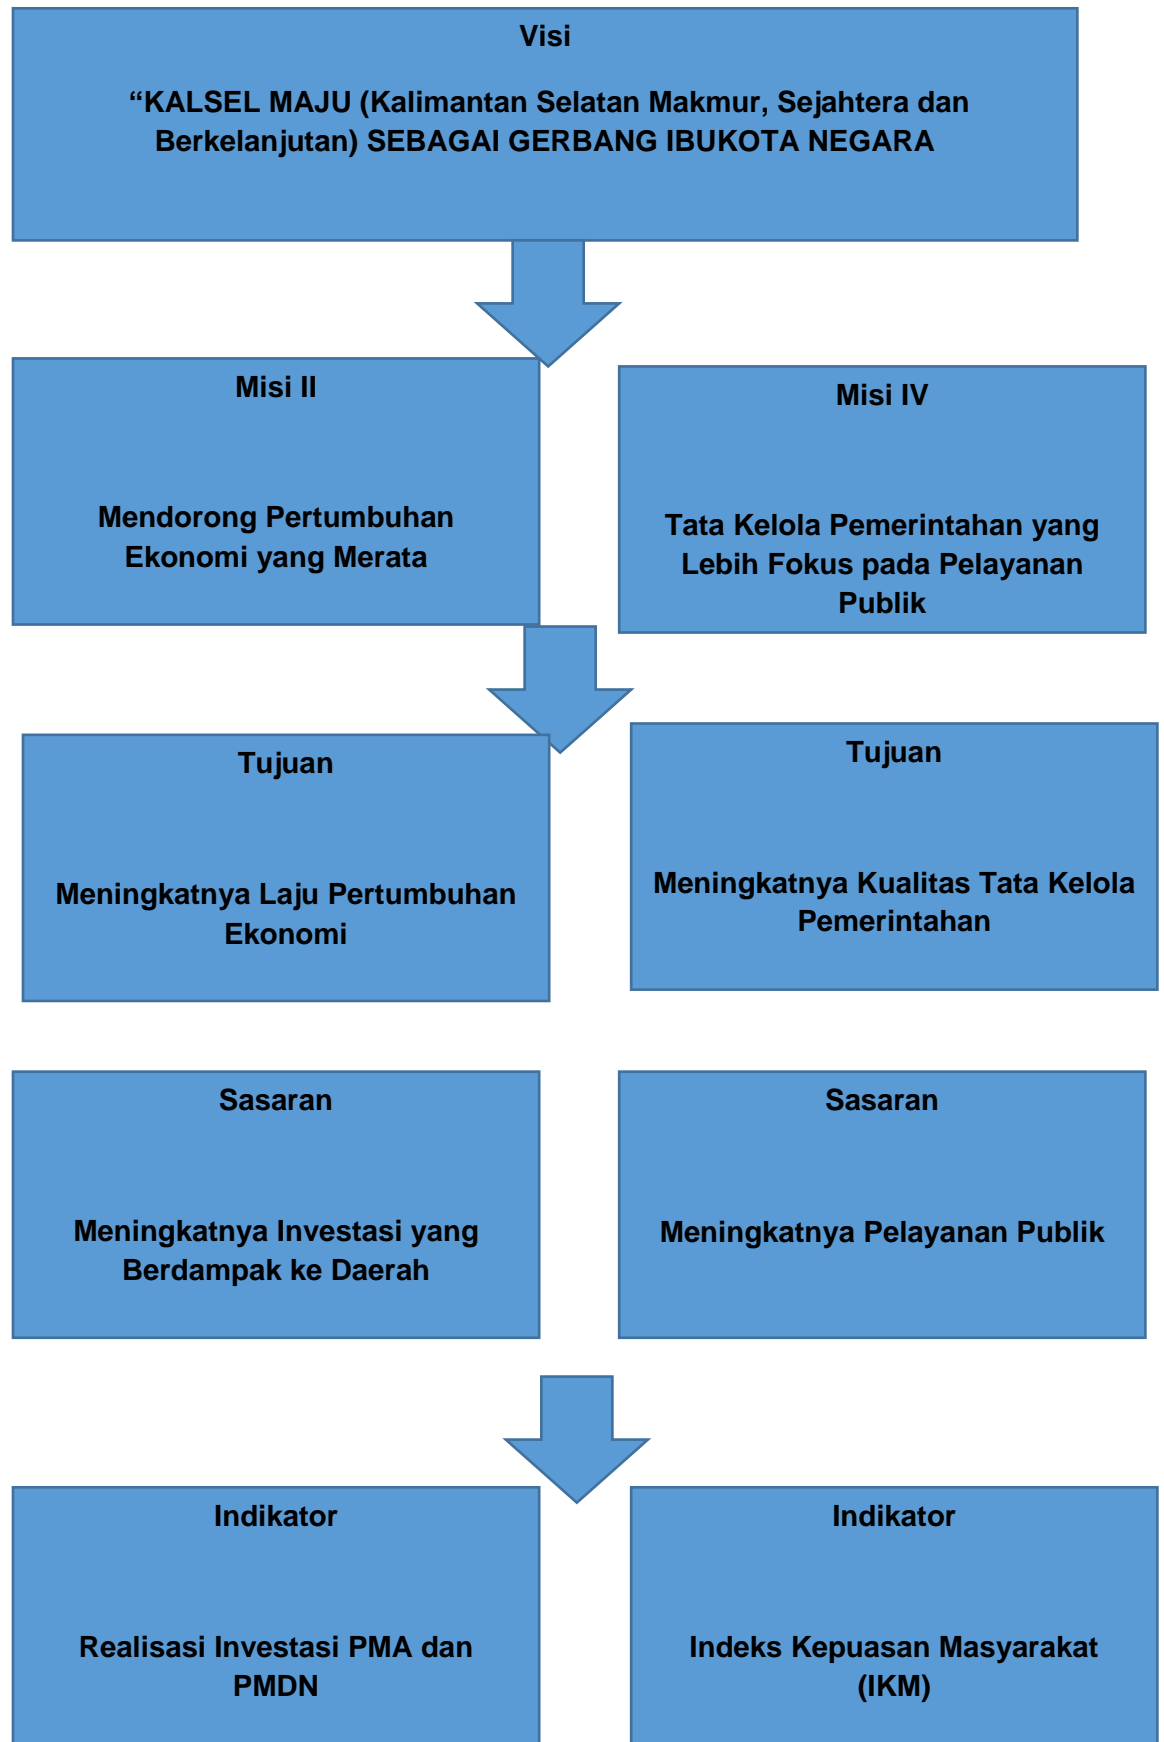 Visi
“KALSEL MAJU (Kalimantan Selatan Makmur, Sejahtera dan
Berkelanjutan) SEBAGAI GERBANG IBUKOTA NEGARA
Misi II
Mendorong Pertumbuhan
Ekonomi yang Merata
Misi IV
Tata Kelola Pemerintahan yang
Lebih Fokus pada Pelayanan
Publik
Tujuan
Meningkatnya Laju Pertumbuhan
Ekonomi
Tujuan
Meningkatnya Kualitas Tata Kelola
Pemerintahan
Sasaran
Meningkatnya Investasi yang
Berdampak ke Daerah
Sasaran
Meningkatnya Pelayanan Publik
Indikator
Realisasi Investasi PMA dan
PMDN
Indikator
Indeks Kepuasan Masyarakat
(IKM)